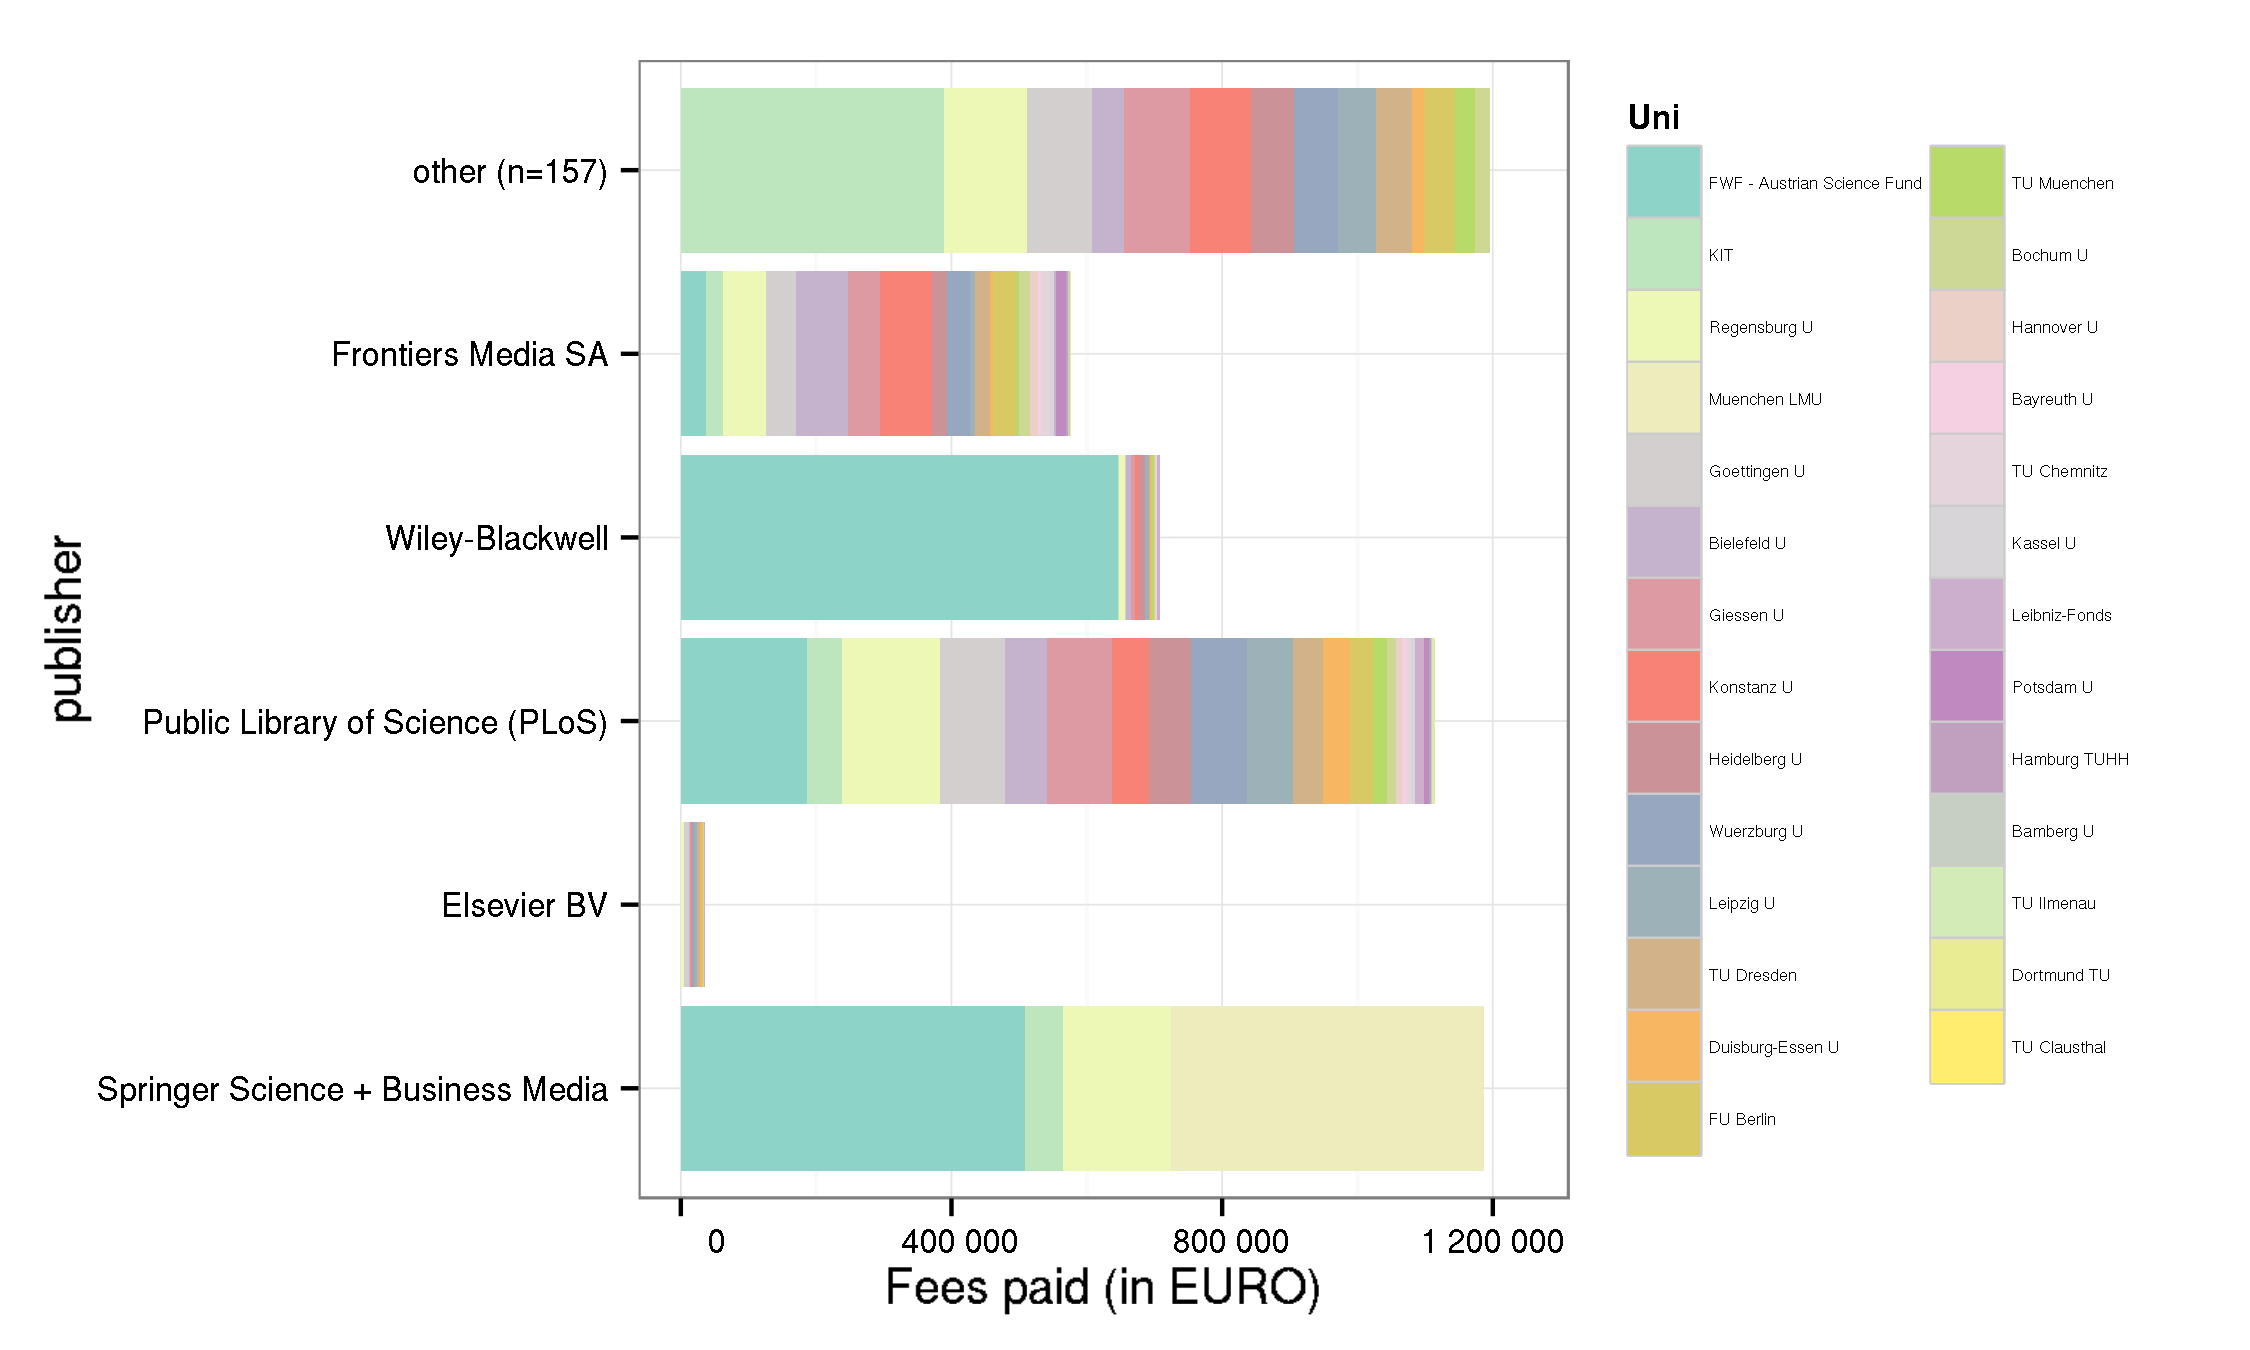 publisher
other (n=157)
Frontiers Media SA
Wiley-Blackwell
Public Library of Science (PLoS)
Elsevier BV
Springer Science + Business Media
0
400 000
800 000
1 200 000
Fees paid (in EURO)
Uni
FWF - Austrian Science Fund
KIT
Regensburg U
Muenchen LMU
Goettingen U
Bielefeld U
Giessen U
Konstanz U
Heidelberg U
Wuerzburg U
Leipzig U
TU Dresden
Duisburg-Essen U
FU Berlin
TU Muenchen
Bochum U
Hannover U
Bayreuth U
TU Chemnitz
Kassel U
Leibniz-Fonds
Potsdam U
Hamburg TUHH
Bamberg U
TU Ilmenau
Dortmund TU
TU Clausthal